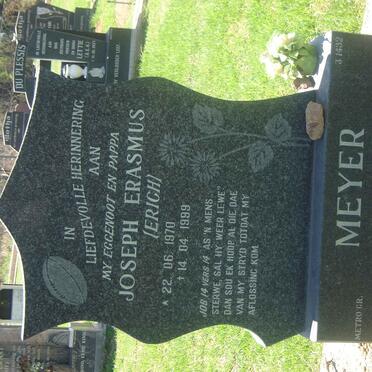 IN
LIEFDEVOLLE HERINNERING
AAN
MY EGGENOOT EN PAPPA
JOSEPH ERASMUS
(ERICH)
* 22. 06. 1970
+ 14. 04. 1999
JOB 14 VERS 14 AS 'N MENS
STERWE, SAL HY WEER LEWE?
DAN SOU EK HOOP AL DIE DAE
VAN MY STRYD TOTDAT MY
AFLOSSING KOM
MEYER
METRO GR.
DU PLESSIS